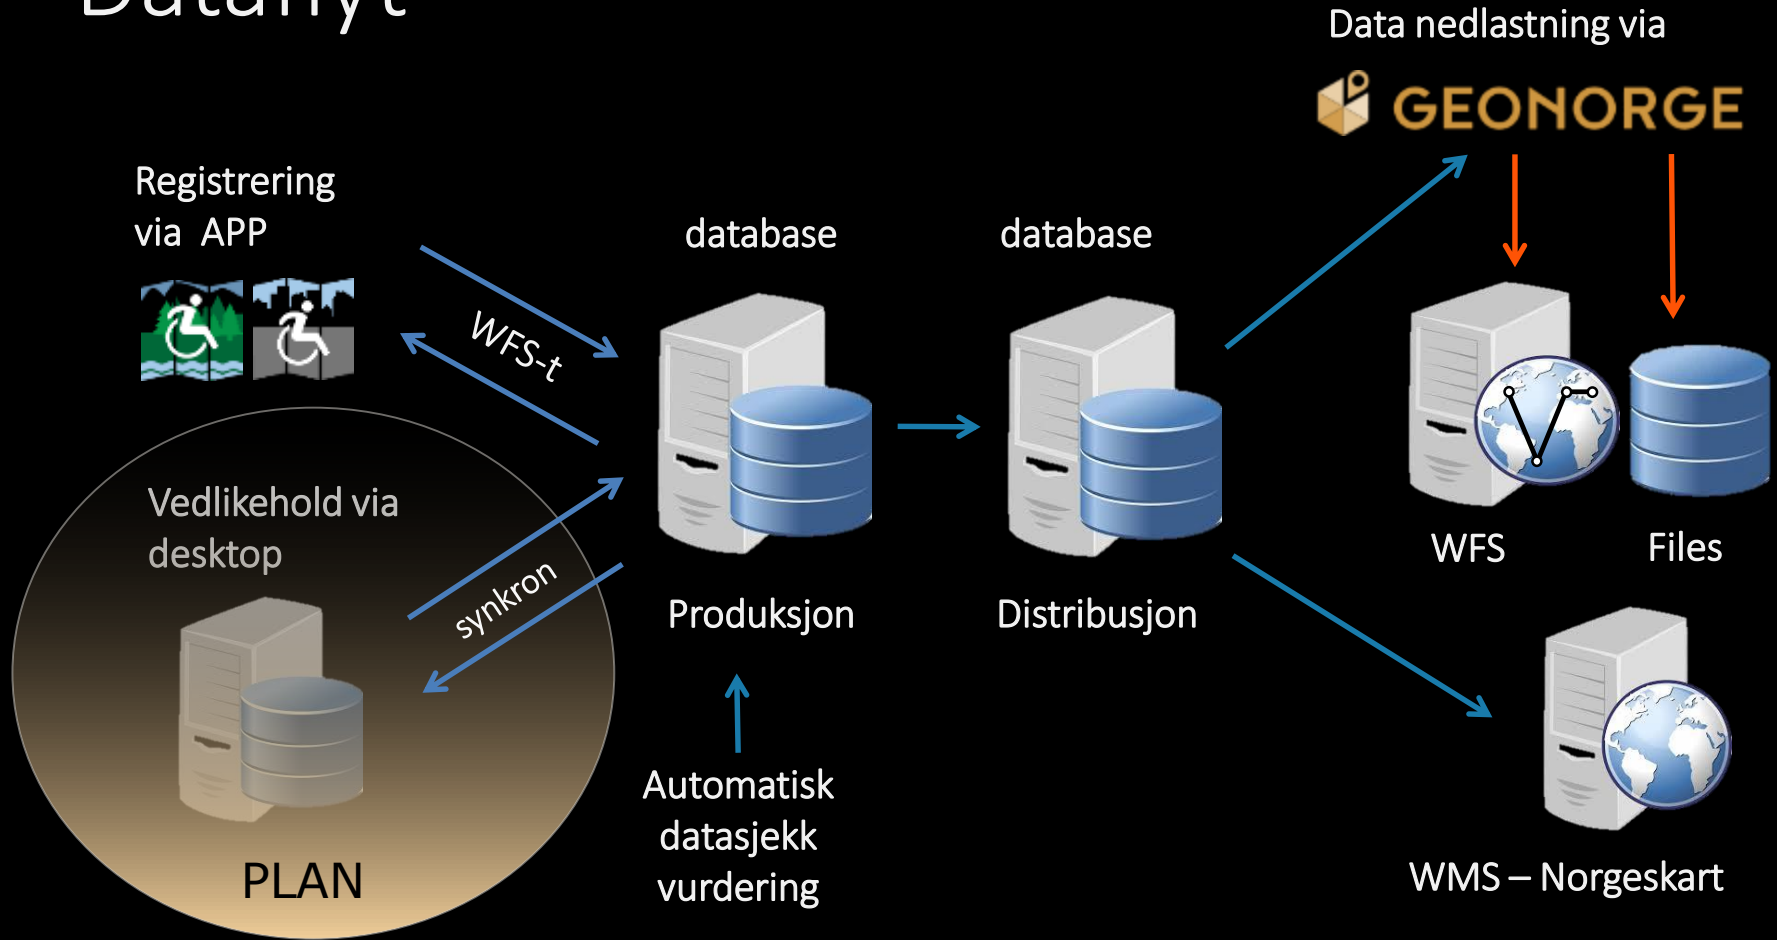 Dataflyt
Data nedlastning via
GEONORGE
Registrering
via APP
database
database
WFS-t
Vedlikehold via
desktop
synkron
WFS
Files
Produksjon
Distribusjon
Automatisk
datasjekk
vurdering
PLAN
WMS – Norgeskart